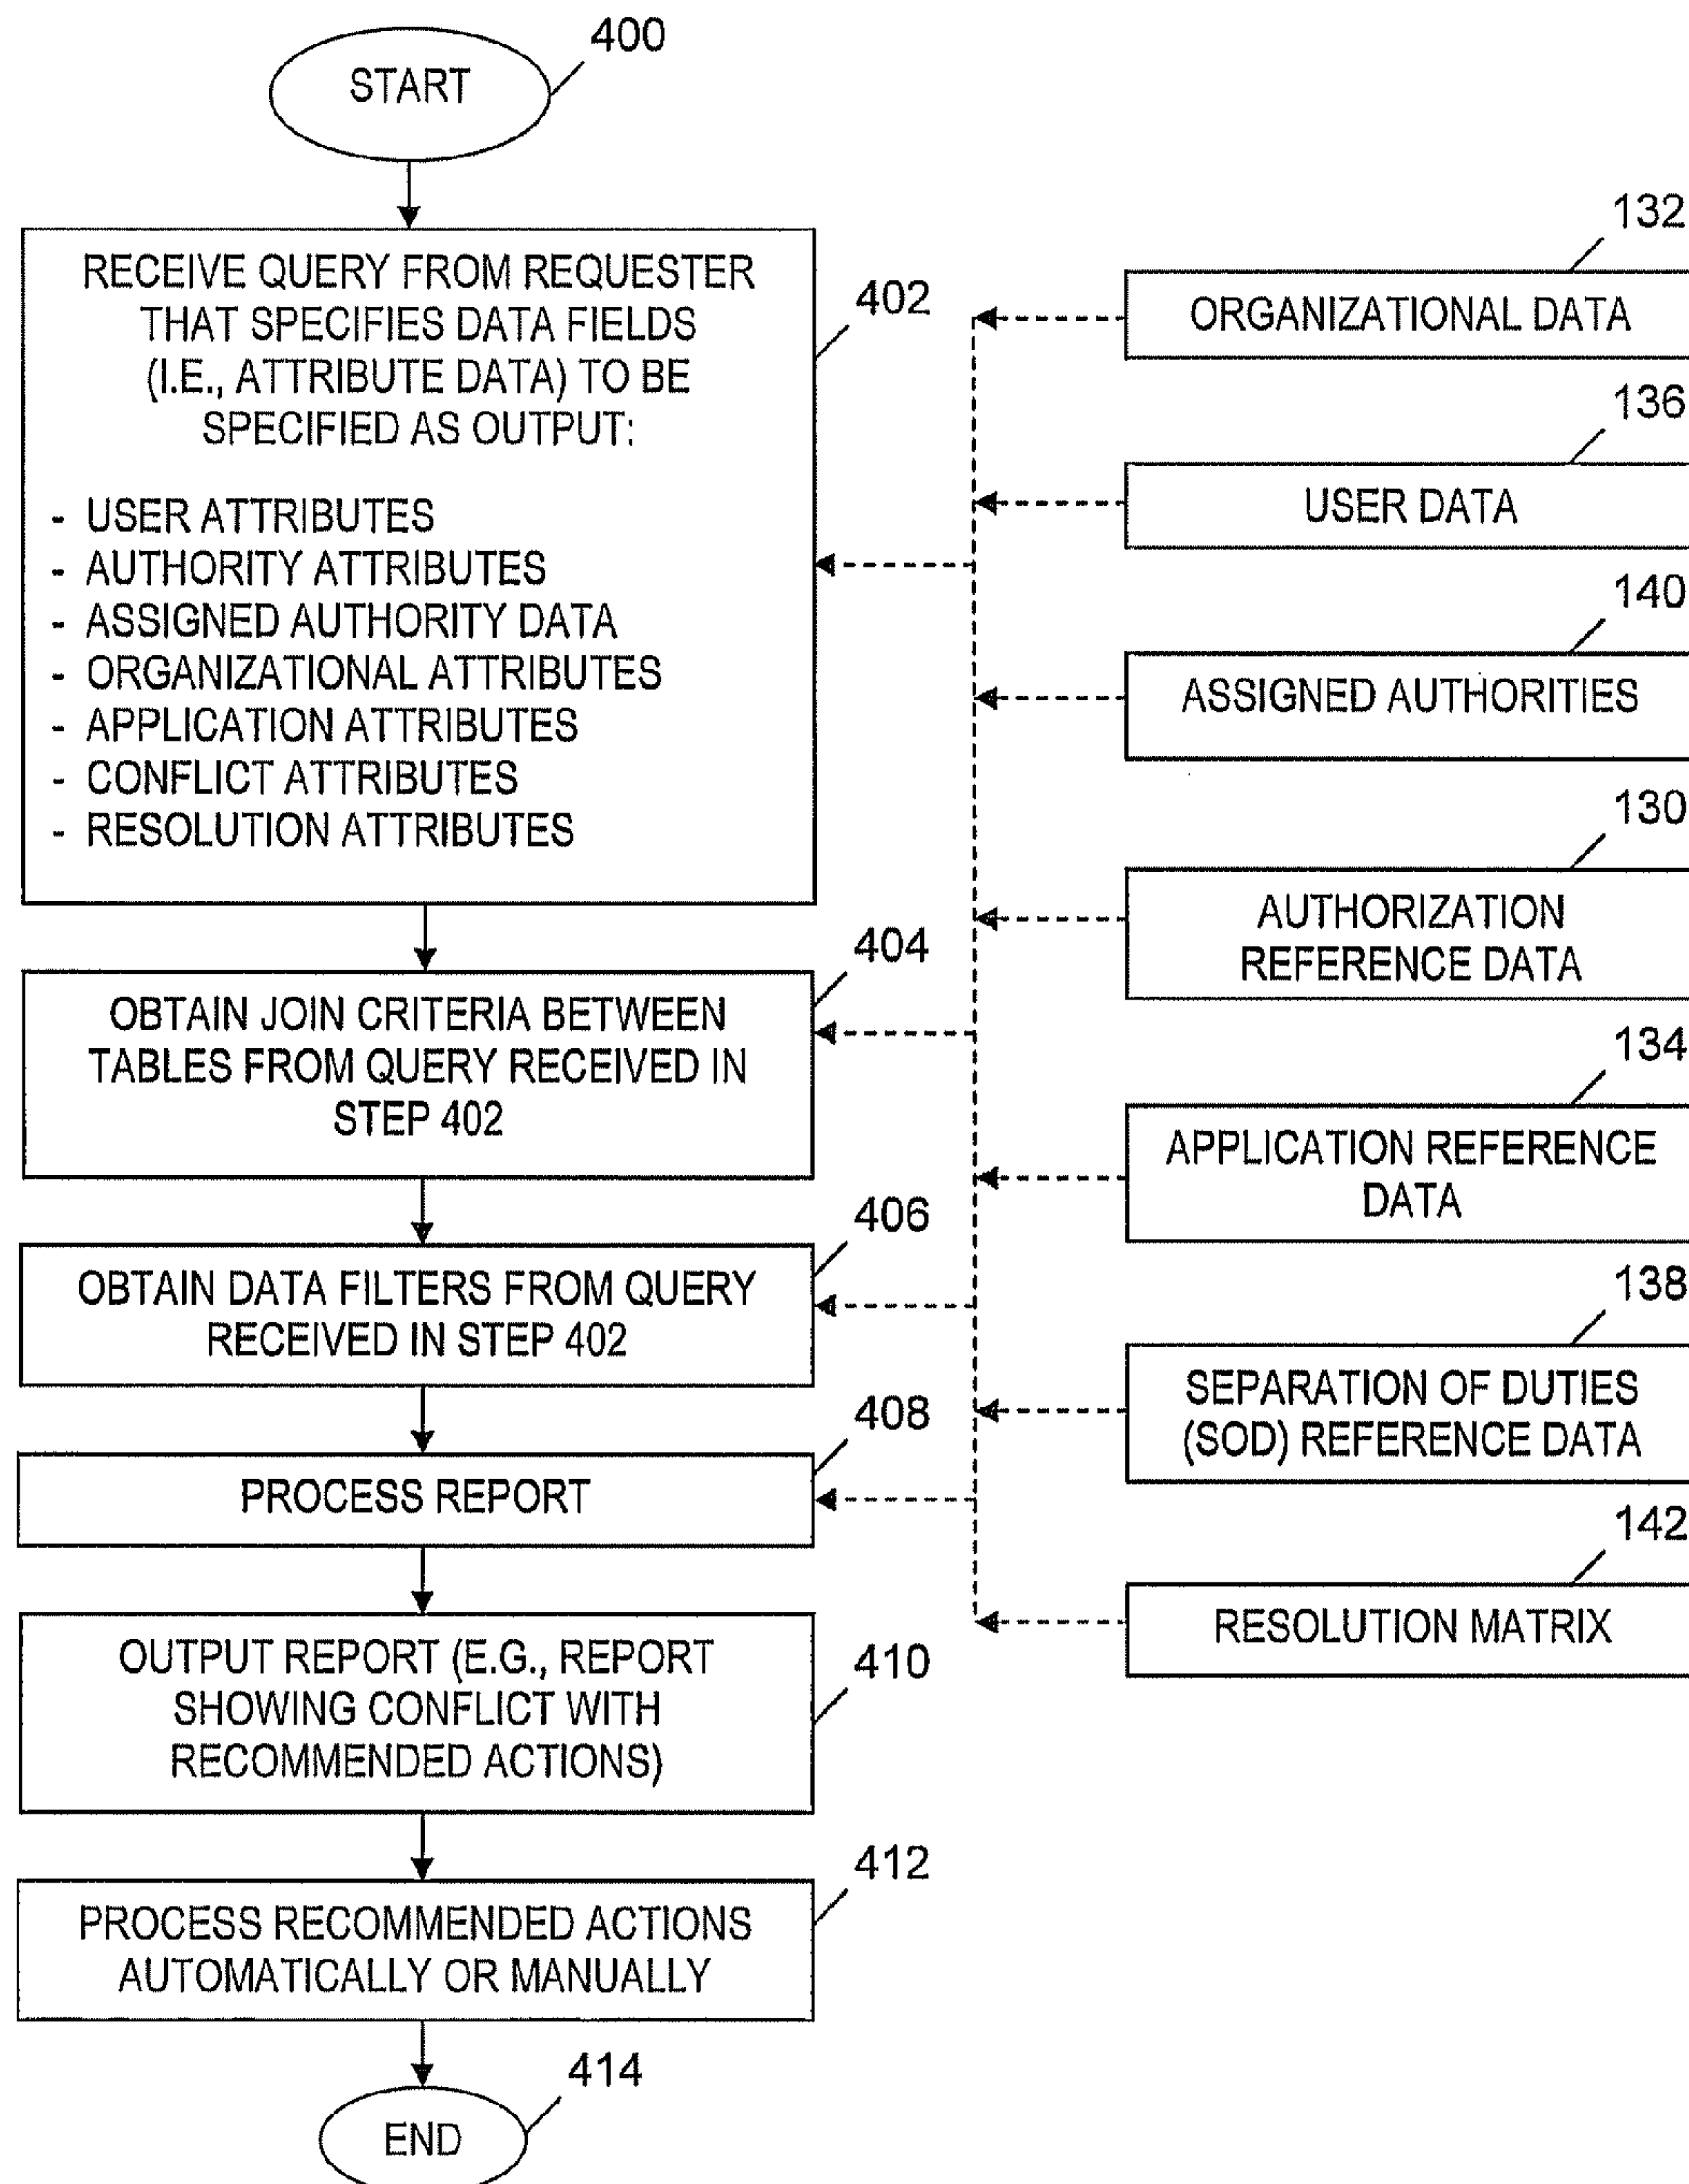 400
START
RECEIVE QUERY FROM REQUESTER
THAT SPECIFIES DATA FIELDS
(I.E., ATTRIBUTE DATA) TO BE
SPECIFIED AS OUTPUT:
- USER ATTRIBUTES
- AUTHORITY ATTRIBUTES
- ASSIGNED AUTHORITY DATA
- ORGANIZATIONAL ATTRIBUTES
- APPLICATION ATTRIBUTES
- CONFLICT ATTRIBUTES
- RESOLUTION ATTRIBUTES
402
404
OBTAIN JOIN CRITERIA BETWEEN
TABLES FROM QUERY RECEIVED IN
STEP 402
406
OBTAIN DATA FILTERS FROM QUERY
RECEIVED IN STEP 402
408
PROCESS REPORT
OUTPUT REPORT (E.G., REPORT
SHOWING CONFLICT WITH
RECOMMENDED ACTIONS)
410
412
PROCESS RECOMMENDED ACTIONS
AUTOMATICALLY OR MANUALLY
414
END
132
ORGANIZATIONAL DATA
136
USER DATA
140
ASSIGNED AUTHORITIES
130
AUTHORIZATION
REFERENCE DATA
134
APPLICATION REFERENCE
DATA
138
SEPARATION OF DUTIES
(SOD) REFERENCE DATA
142
RESOLUTION MATRIX